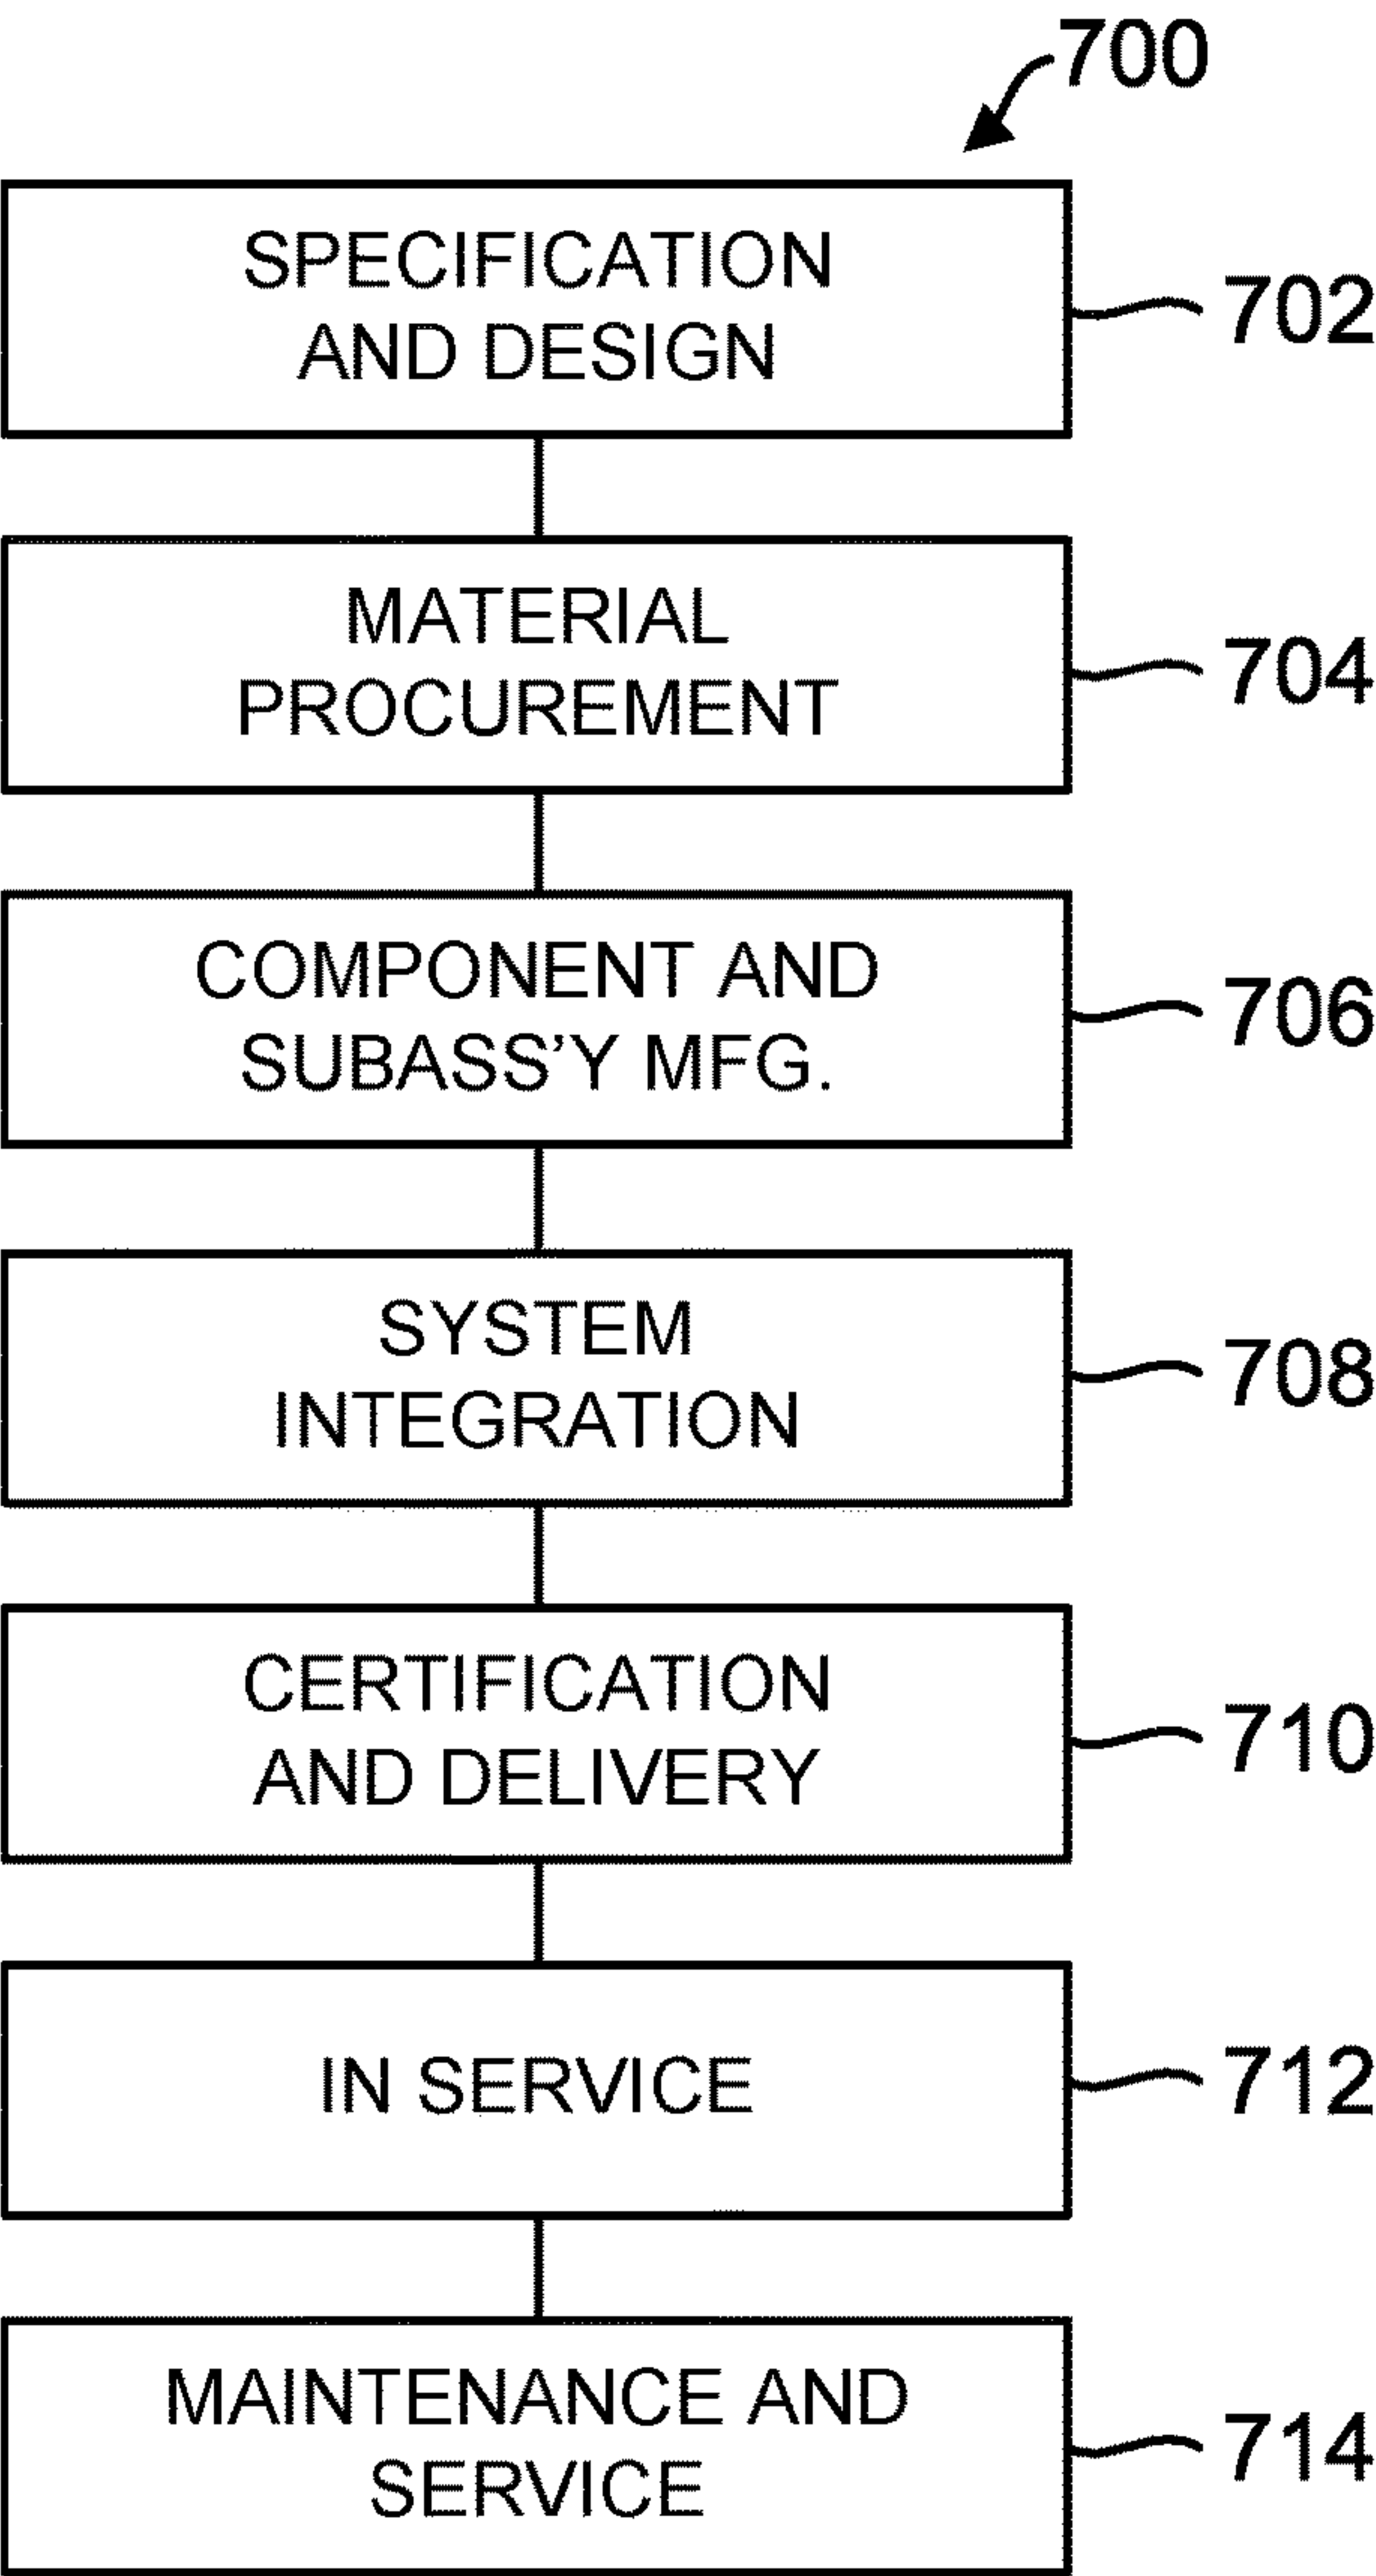 700
SPECIFICATION
AND DESIGN
702
MATERIAL
PROCUREMENT
704
COMPONENT AND
SUBASS’Y MFG.
706
SYSTEM
INTEGRATION
708
CERTIFICATION
AND DELIVERY
710
IN SERVICE
712
MAINTENANCE AND
SERVICE
714